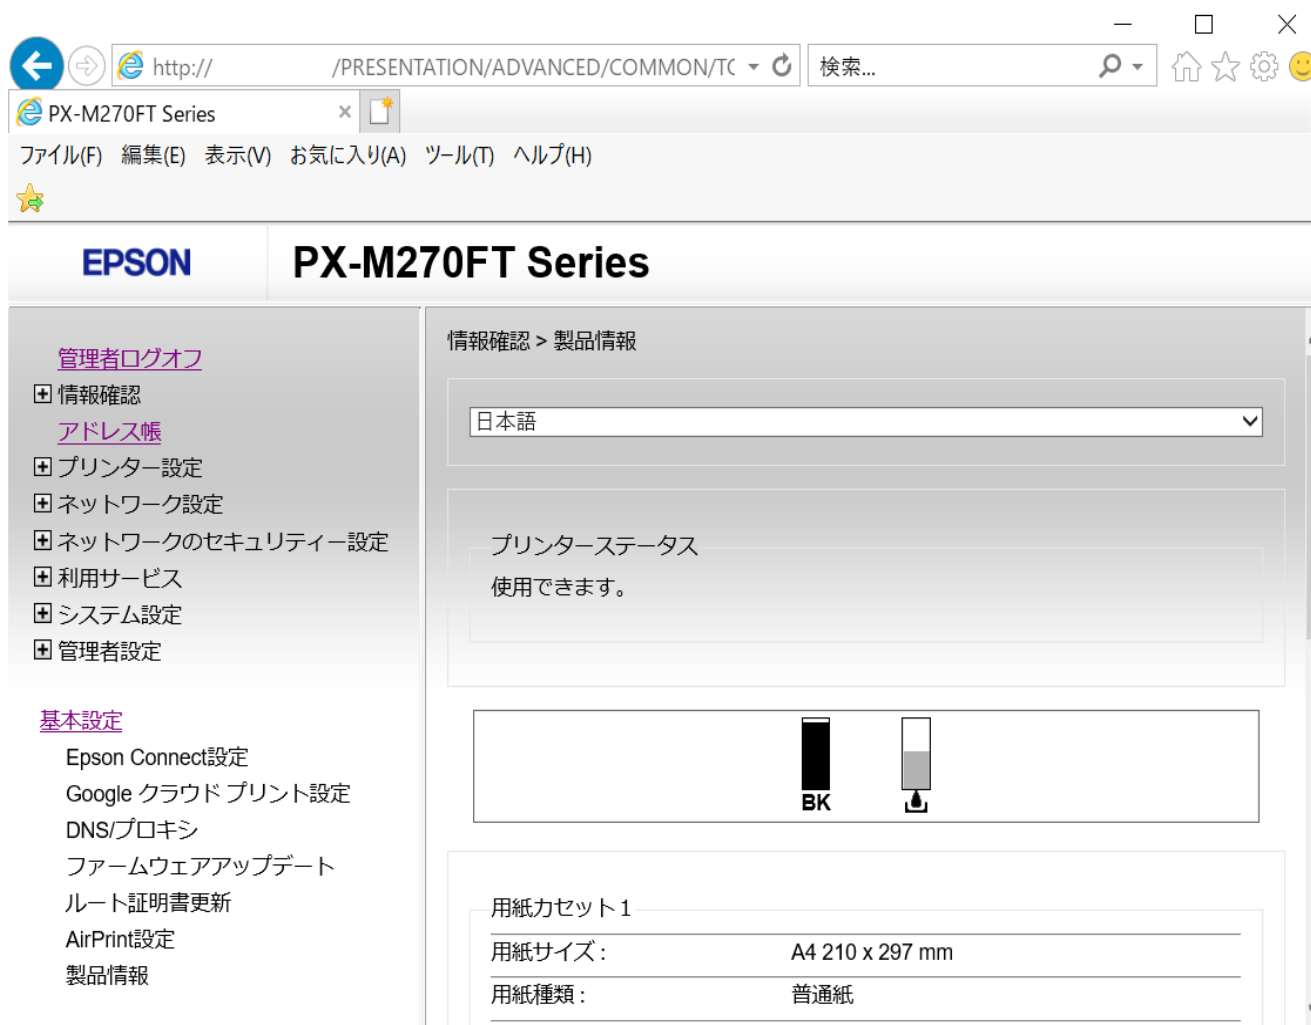 http:// /PRESENTATION/ADVANCED/COMMON/TC
検索...
PX-M270FT Series
ファイル(F) 編集(E) 表示(V) お気に入り(A) ツール(T) ヘルプ(H)
EPSON
PX-M270FT Series
管理者ログオフ
情報確認
アドレス帳
プリンター設定
ネットワーク設定
ネットワークのセキュリティー設定
利用サービス
システム設定
管理者設定
基本設定
Epson Connect設定
Google クラウド プリント設定
DNS/プロキシ
ファームウェアアップデート
ルート証明書更新
AirPrint設定
製品情報
情報確認 > 製品情報
日本語
プリンターステータス
使用できます。
BK
用紙カセット 1
用紙サイズ : A4 210 x 297 mm
用紙種類 : 普通紙